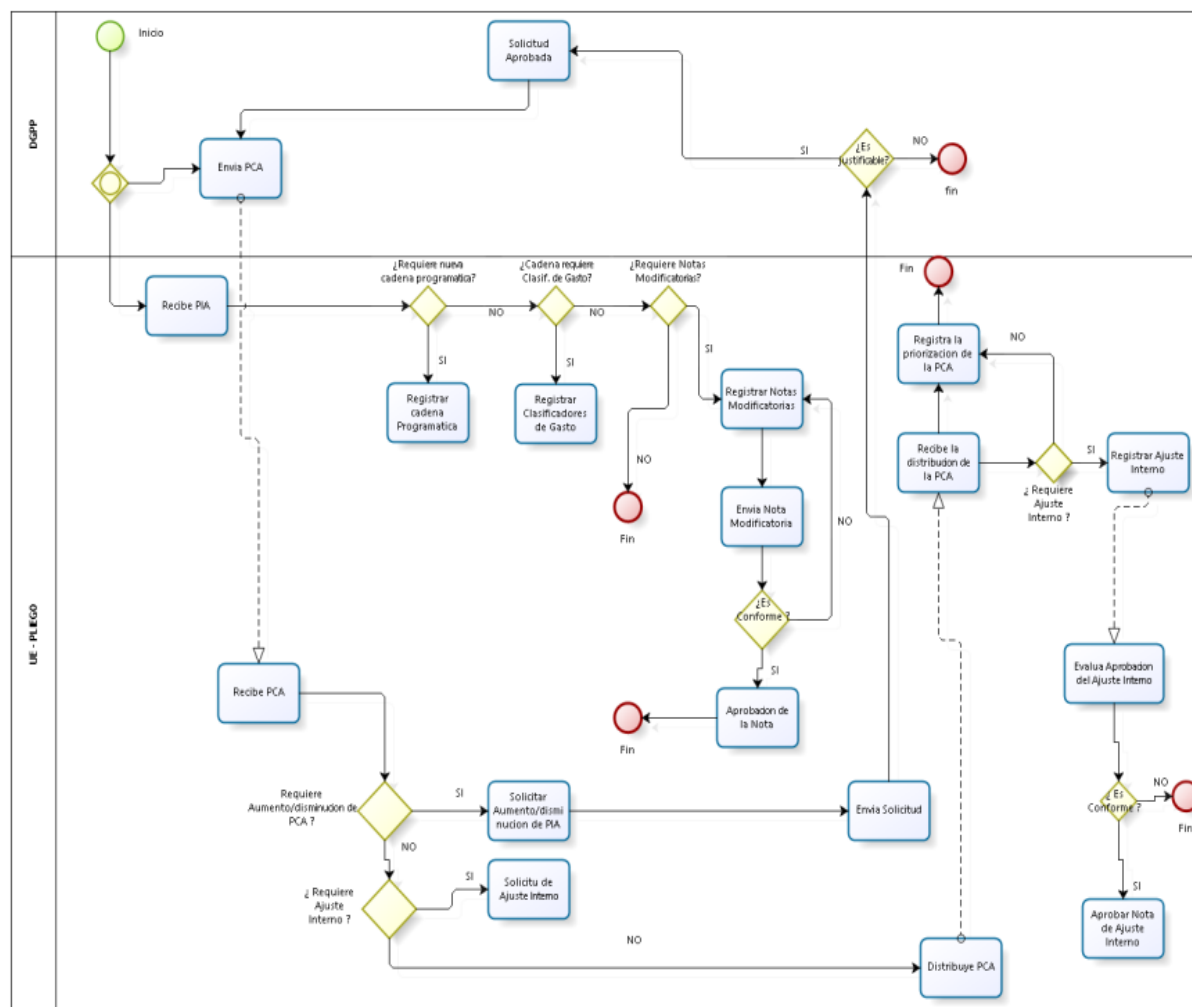 DGPP
Inicio
Solicitud
Aprobada
Envia PCA
¿Es
Justificable?
SI
NO
fin
UE - PLIEGO
Recibe PIA
¿Requiere nueva
cadena programatica?
NO
SI
Registrar
cadena
Programatica
¿Cadena requiere
Clasif. de Gasto?
NO
SI
Registrar
Clasificadores
de Gasto
¿Requiere Notas
Modificatorias?
SI
NO
Fin
Registrar Notas
Modificatorias
Envia Nota
Modificatoria
¿Es
Conforme ?
NO
SI
Aprobacion de
la Nota
Fin
Fin
Registra la
priorizacion de
la PCA
NO
Recibe la
distribucion de
la PCA
¿ Requiere
Ajuste
Interno ?
SI
Registrar Ajuste
Interno
Evalua Aprobacion
del Ajuste Interno
¿ Es
Conforme ?
NO
Fin
SI
Aprobar Nota
de Ajuste
Interno
Recibe PCA
Requiere
Aumento/disminucion de
PCA ?
SI
Solicitar
Aumento/dismi
nucion de PIA
Envia Solicitud
NO
¿ Requiere
Ajuste
Interno ?
SI
Solicitu de
Ajuste Interno
NO
Distribuye PCA